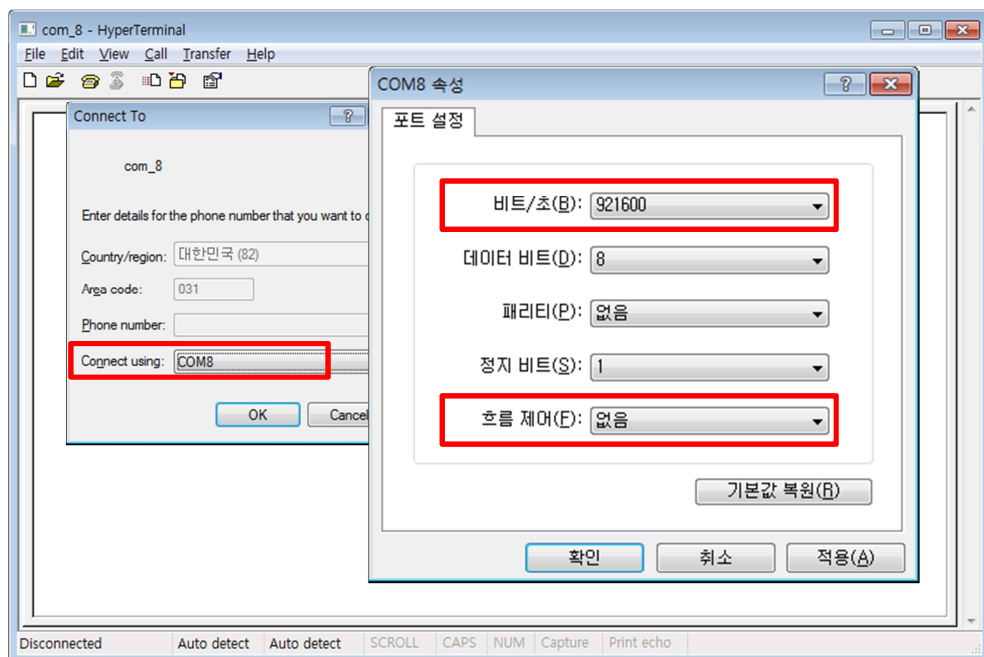 com_8 - HyperTerminal
File Edit View Call Transfer Help
Connect To
com_8
Enter details for the phone number that you want to
Country/region: 대한민국 (82)
Area code: 031
Phone number:
Connect using: COM8
OK Cancel
COM8 속성
포트 설정
비트/초(B): 921600
데이터 비트(D): 8
패리티(P): 없음
정지 비트(S): 1
흐름 제어(F): 없음
기본값 복원(R)
확인 취소 적용(A)
Disconnected Auto detect Auto detect SCROLL CAPS NUM Capture Print echo